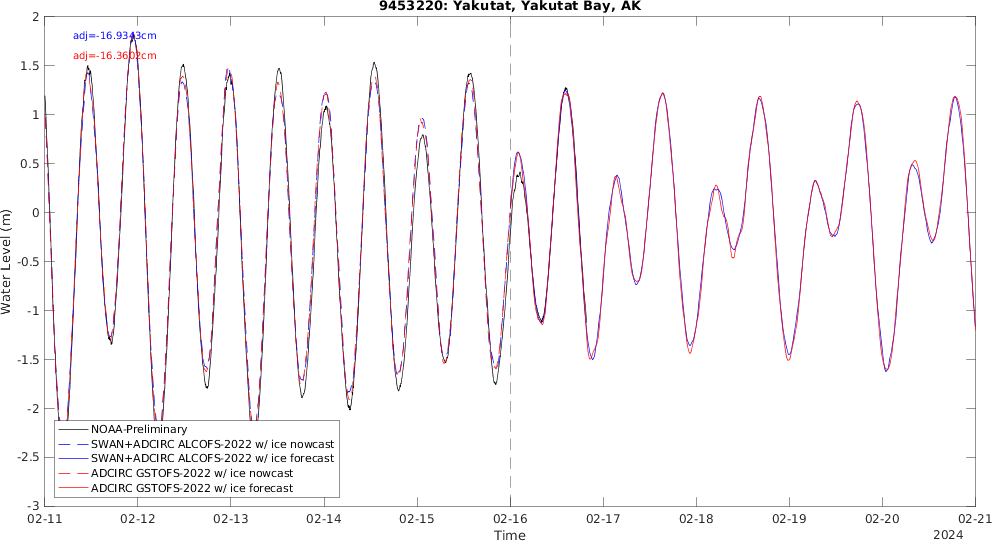 9453220: Yakutat, Yakutat Bay, AK
adj=-16.9343cm
adj=-16.3602cm
2
1.5
1
0.5
0
-0.5
-1
-1.5
-2
-2.5
-3
Water Level (m)
NOAA-Preliminary
SWAN+ADCIRC ALCOFS-2022 w/ ice nowcast
SWAN+ADCIRC ALCOFS-2022 w/ ice forecast
ADCIRC GSTOFS-2022 w/ ice nowcast
ADCIRC GSTOFS-2022 w/ ice forecast
02-11 02-12 02-13 02-14 02-15 02-16 02-17 02-18 02-19 02-20 02-21
Time
2024